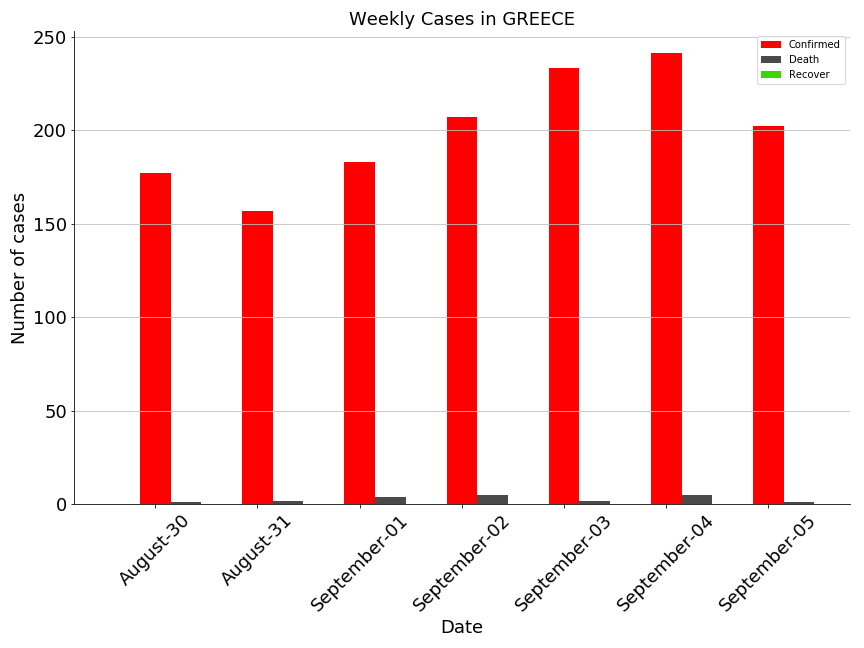 Weekly Cases in GREECE
Confirmed
Death
Recover
Number of cases
250
200
150
100
50
0
August-30
August-31
September-01
September-02
September-03
September-04
September-05
Date